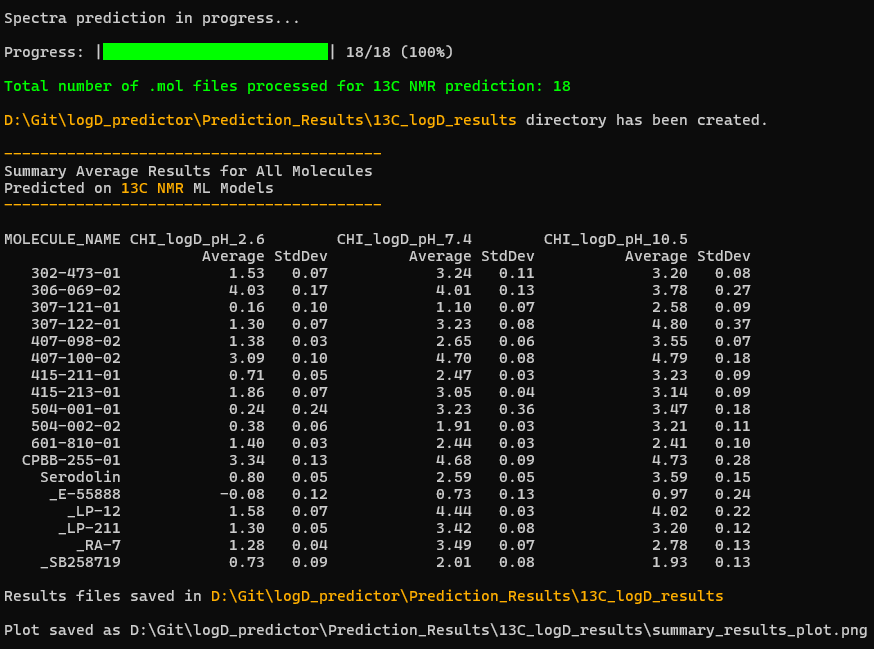 Spectra prediction in progress...
Progress: | | 18/18 (100%)
Total number of .mol files processed for 13C NMR prediction: 18
D:\Git\logD_predictor\Prediction_Results\13C_logD_results directory has been created.
------------------------------------------
Summary Average Results for All Molecules
Predicted on 13C NMR ML Models
------------------------------------------
MOLECULE_NAME CHI_logD_pH_2.6 CHI_logD_pH_7.4 CHI_logD_pH_10.5
Average StdDev Average StdDev Average StdDev
302-473-01 1.53 0.07 3.24 0.11 3.20 0.08
306-069-02 4.03 0.17 4.01 0.13 3.78 0.27
307-121-01 0.16 0.10 1.10 0.07 2.58 0.09
307-122-01 1.30 0.07 3.23 0.08 4.80 0.37
407-098-02 1.38 0.03 2.65 0.06 3.55 0.07
407-100-02 3.09 0.10 4.70 0.08 4.79 0.18
415-211-01 0.71 0.05 2.47 0.03 3.23 0.09
415-213-01 1.86 0.07 3.05 0.04 3.14 0.09
504-001-01 0.24 0.24 3.23 0.36 3.47 0.18
504-002-02 0.38 0.06 1.91 0.03 3.21 0.11
601-810-01 1.40 0.03 2.44 0.03 2.41 0.10
CPBB-255-01 3.34 0.13 4.68 0.09 4.73 0.28
Serodolin 0.80 0.05 2.59 0.05 3.59 0.15
_E-55888 -0.08 0.12 0.73 0.13 0.97 0.24
_LP-12 1.58 0.07 4.44 0.03 4.02 0.22
_LP-211 1.30 0.05 3.42 0.08 3.20 0.12
_RA-7 1.28 0.04 3.49 0.07 2.78 0.13
_SB258719 0.73 0.09 2.01 0.08 1.93 0.13
Results files saved in D:\Git\logD_predictor\Prediction_Results\13C_logD_results
Plot saved as D:\Git\logD_predictor\Prediction_Results\13C_logD_results\summary_results_plot.png